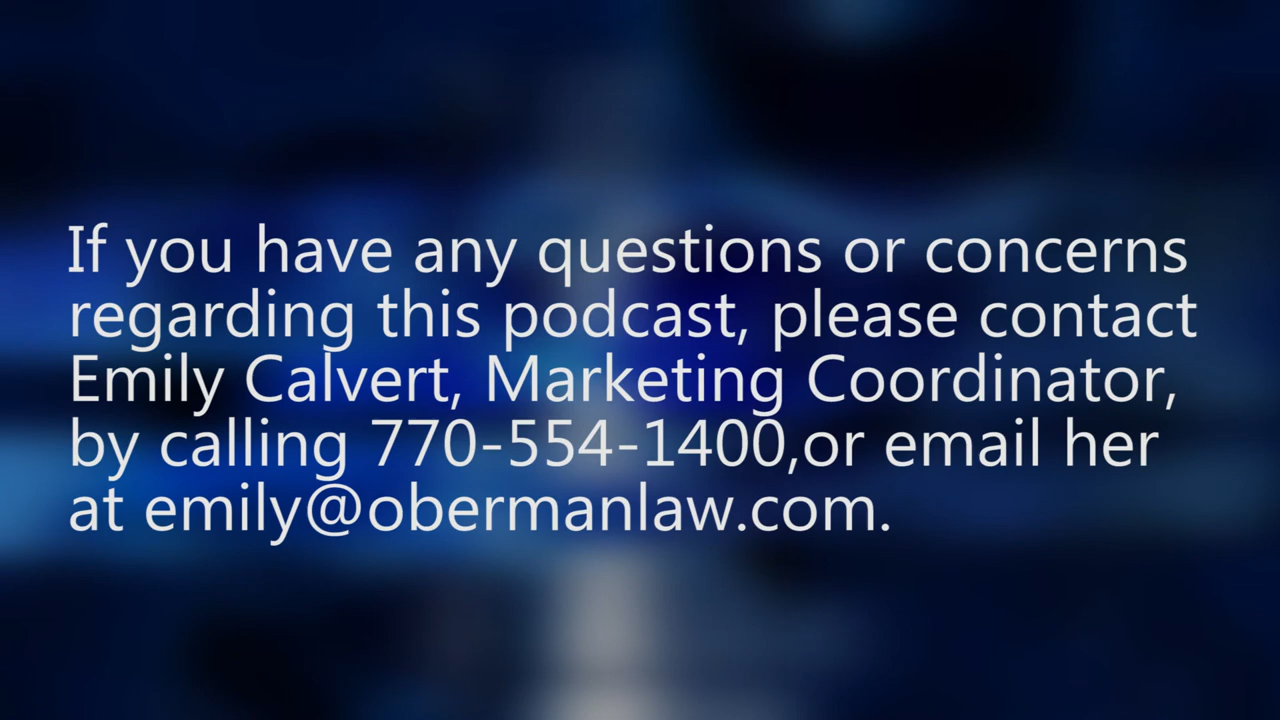 If you have any questions or concerns
regarding this podcast, please contact
Emily Calvert, Marketing Coordinator,
by calling 770-554-1400,or email her
at emily@obermanlaw.com.